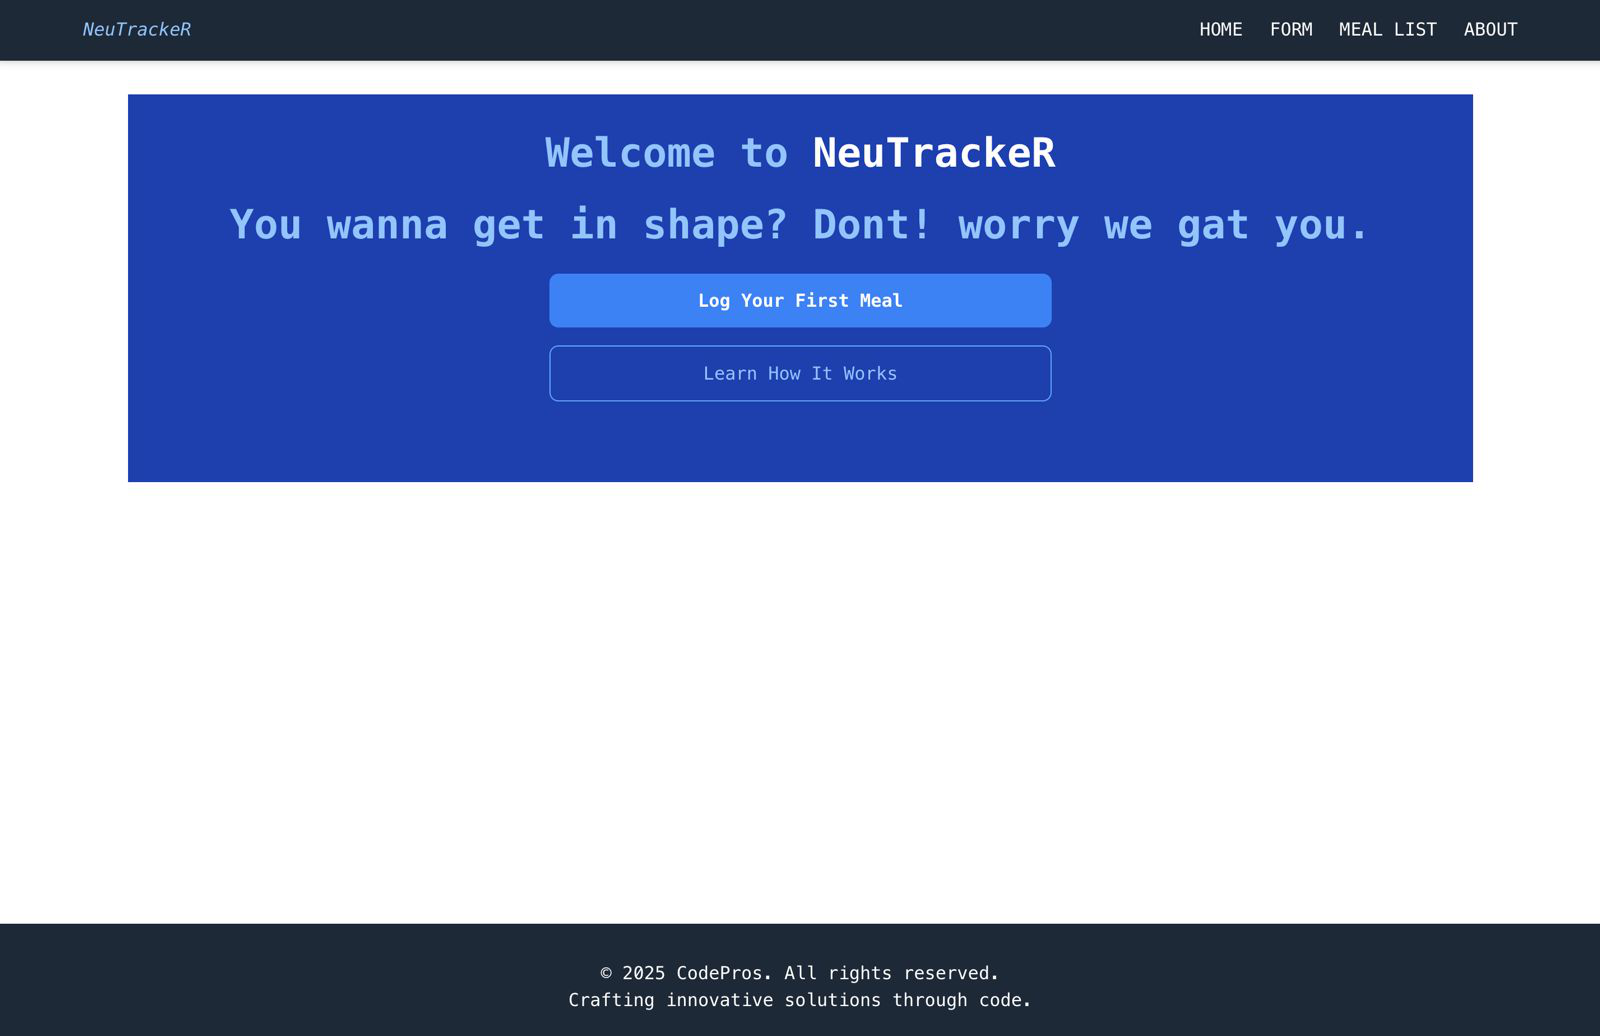 NeuTrackeR
HOME FORM MEAL LIST ABOUT
Welcome to NeuTrackeR
You wanna get in shape? Dont! worry we gat you.
Log Your First Meal
Learn How It Works
© 2025 CodePros. All rights reserved.
Crafting innovative solutions through code.